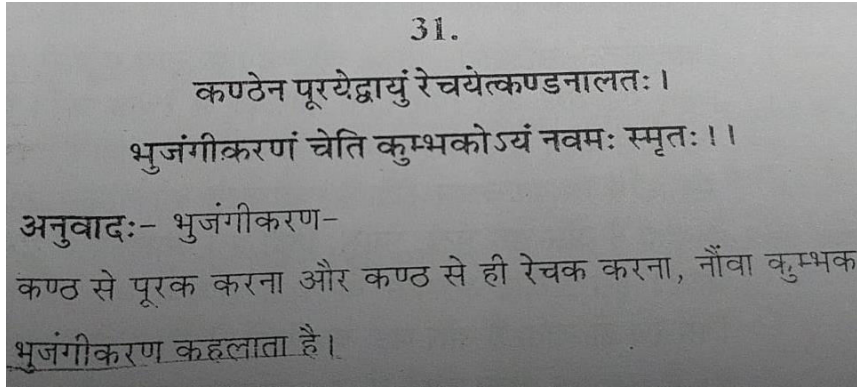 31.
कण्ठेन पूरयेद्वायुं रेचयेत्कण्डनालतः।
भुजंगीकरणं चेति कुम्भकोऽयं नवमः स्मृतः।।
अनुवादः- भुजंगीकरण-
कण्ठ से पूरक करना और कण्ठ से ही रेचक करना, नौंवा कुम्भक
भुजंगीकरण कहलाता है।